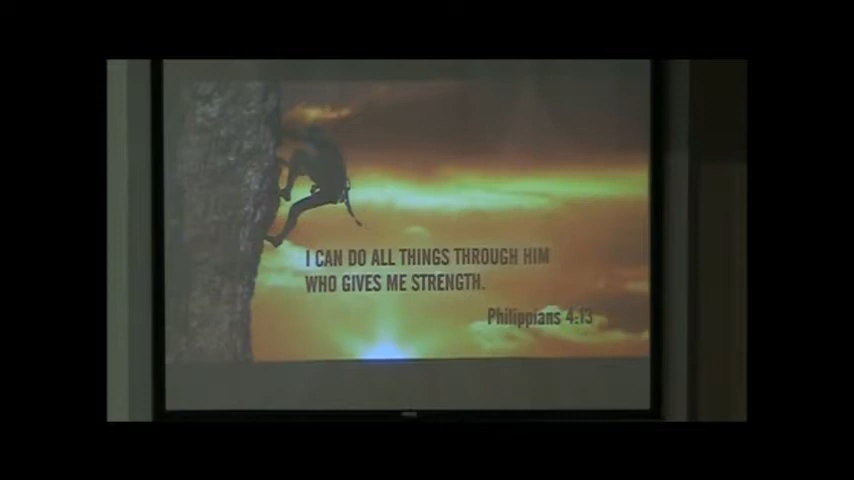 I CAN DO ALL THINGS THROUGH HIM
WHO GIVES ME STRENGTH.
Philippians 4:13